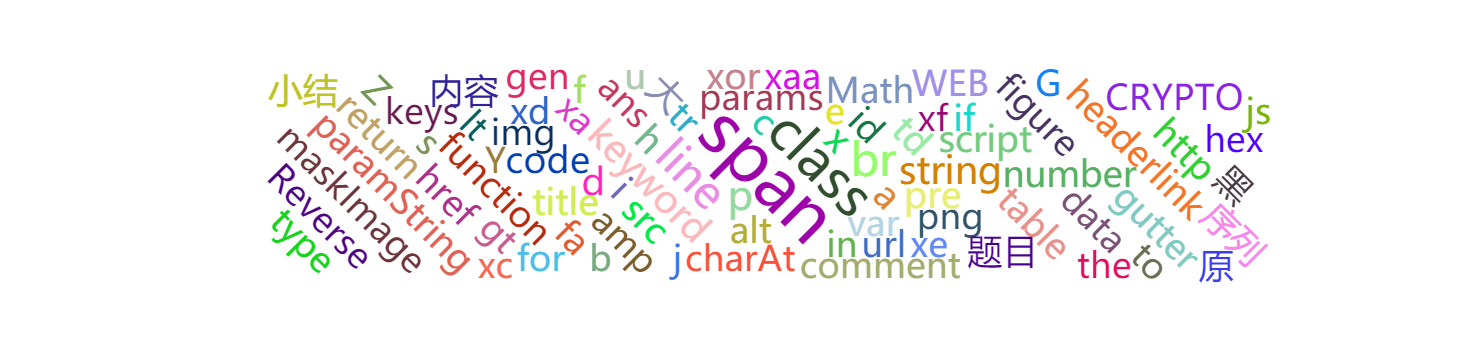 小结
Z
内容
gen
f
u
xor
xaa
Math
WEB
figure
G
headerlink
CRYPTO
js
return
keys
lt
xd
xa
ans
大
tr
params
e
id
xf
if
td
script
http
hex
maskImage
paramString
s
function
img
Y
code
keyword
h
line
span
c
class
x
br
string
number
黑
Reverse
href
gt
title
d
i
src
p
a
pre
table
data
gutter
序列
type
xc
for
fa
b
amp
j
alt
charAt
var
in
url
png
xe
comment
题目
the
to
原